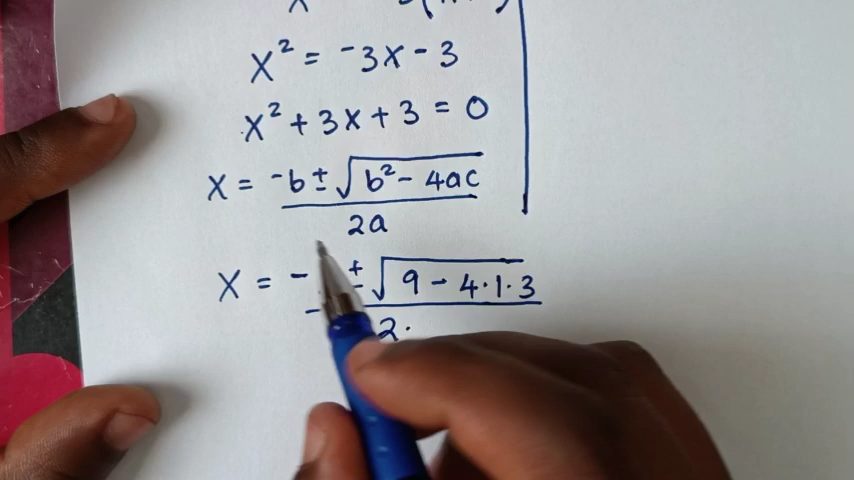 x² = -3x - 3
x² + 3x + 3 = 0
x = -b ± √b² - 4ac / 2a
x = - ± √9 - 4·1·3 / 2·